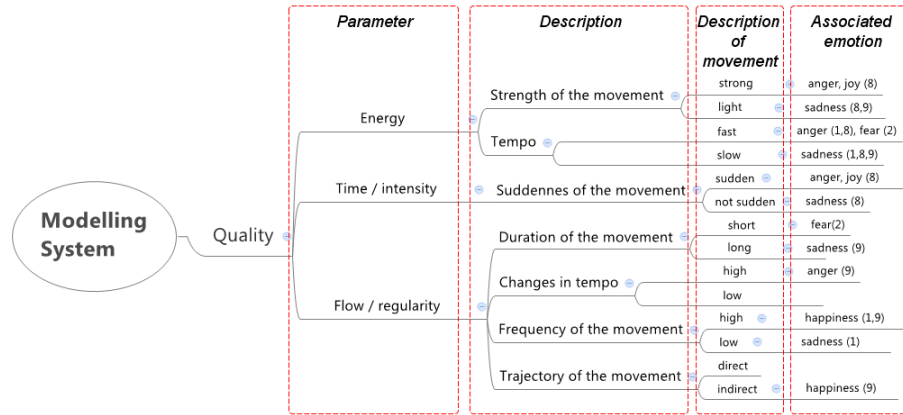 Parameter
Description
Description
of
movement
Associated
emotion
Modelling
System
Quality
Energy
Strength of the movement
strong
anger, joy (8)
light
sadness (8,9)
Tempo
fast
anger (1,8), fear (2)
slow
sadness (1,8,9)
Time / intensity
Suddennes of the movement
sudden
anger, joy (8)
not sudden
sadness (8)
Flow / regularity
Duration of the movement
short
fear(2)
long
sadness (9)
Changes in tempo
high
anger (9)
low
Frequency of the movement
high
happiness (1,9)
low
sadness (1)
Trajectory of the movement
direct
indirect
happiness (9)